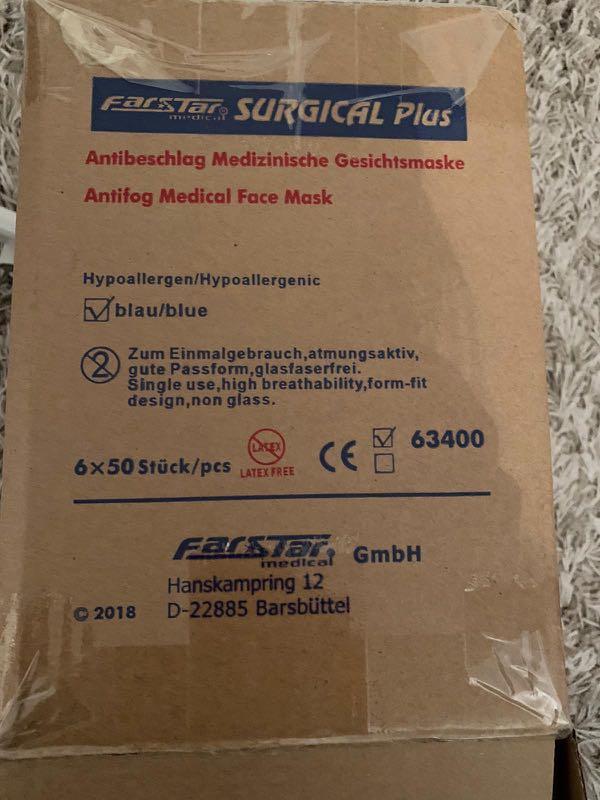 FarSTar® SURGICAL Plus
medical
Antibeschlag Medizinische Gesichtsmaske
Antifog Medical Face Mask
Hypoallergen/Hypoallergenic
blau/blue
2
Zum Einmalgebrauch,atmungsaktiv,
gute Passform,glasfaserfrei.
Single use,high breathability,form-fit
design,non glass.
6×50 Stück/pcs
LATEX
LATEX FREE
CE
63400
FarSTar® GmbH
medical
Hanskampring 12
© 2018 D-22885 Barsbüttel